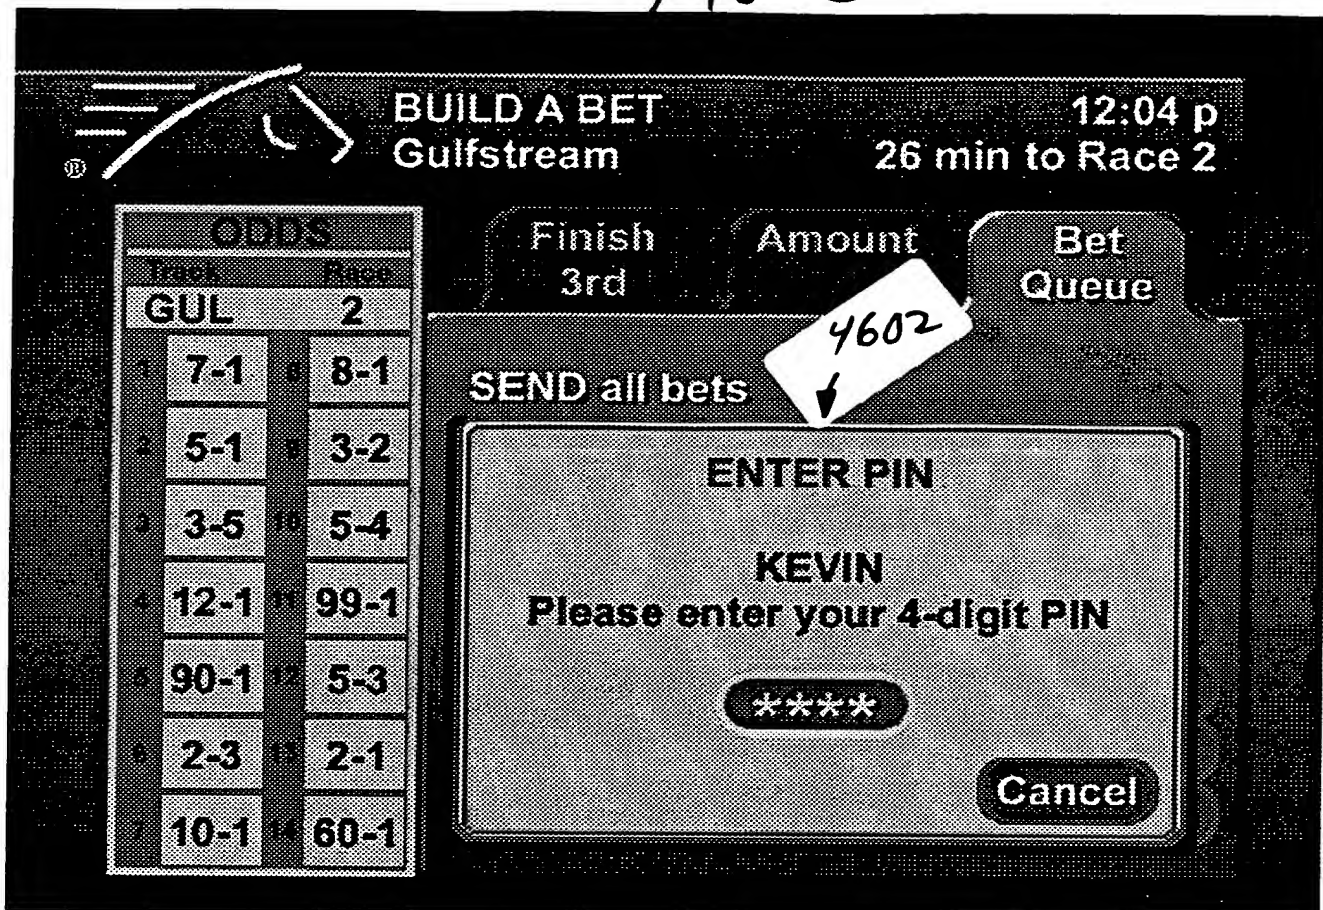 BUILD A BET
Gulfstream
12:04 p
26 min to Race 2
®
ODDS
Track Race
GUL 2
1 7-1 8 8-1
2 5-1 9 3-2
3 3-5 10 5-4
4 12-1 11 99-1
5 90-1 12 5-3
6 2-3 13 2-1
7 10-1 14 60-1
Finish
3rd
Amount
Bet
Queue
4602
SEND all bets
ENTER PIN
KEVIN
Please enter your 4-digit PIN
****
Cancel